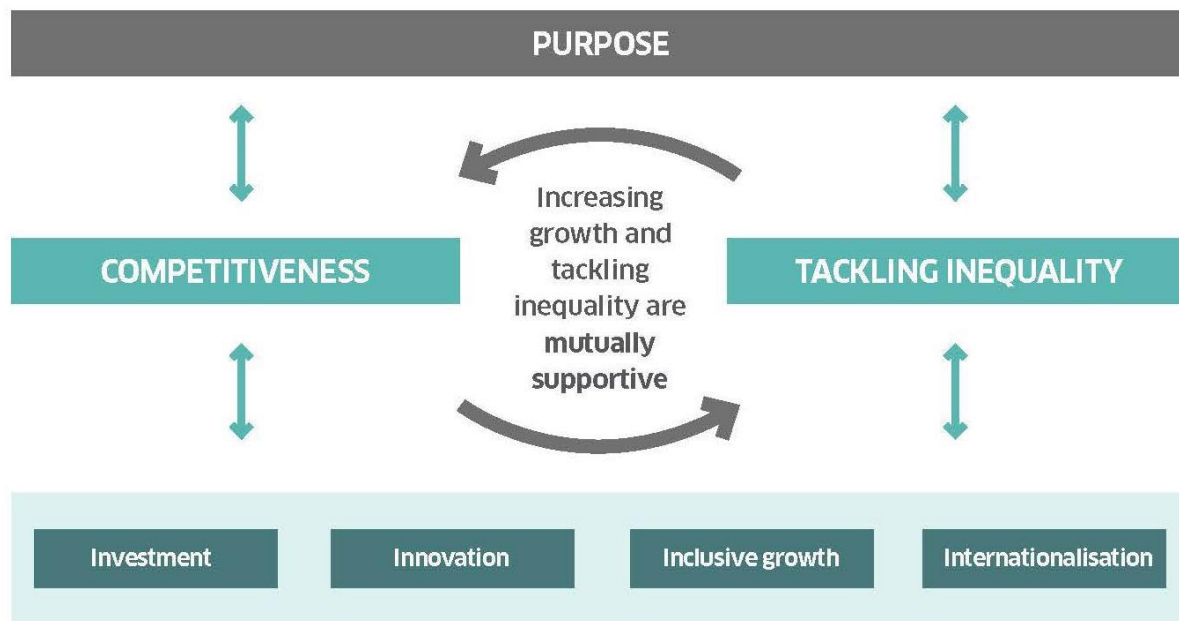 PURPOSE
COMPETITIVENESS
Increasing
growth and
tackling
inequality are
mutually
supportive
TACKLING INEQUALITY
Investment
Innovation
Inclusive growth
Internationalisation